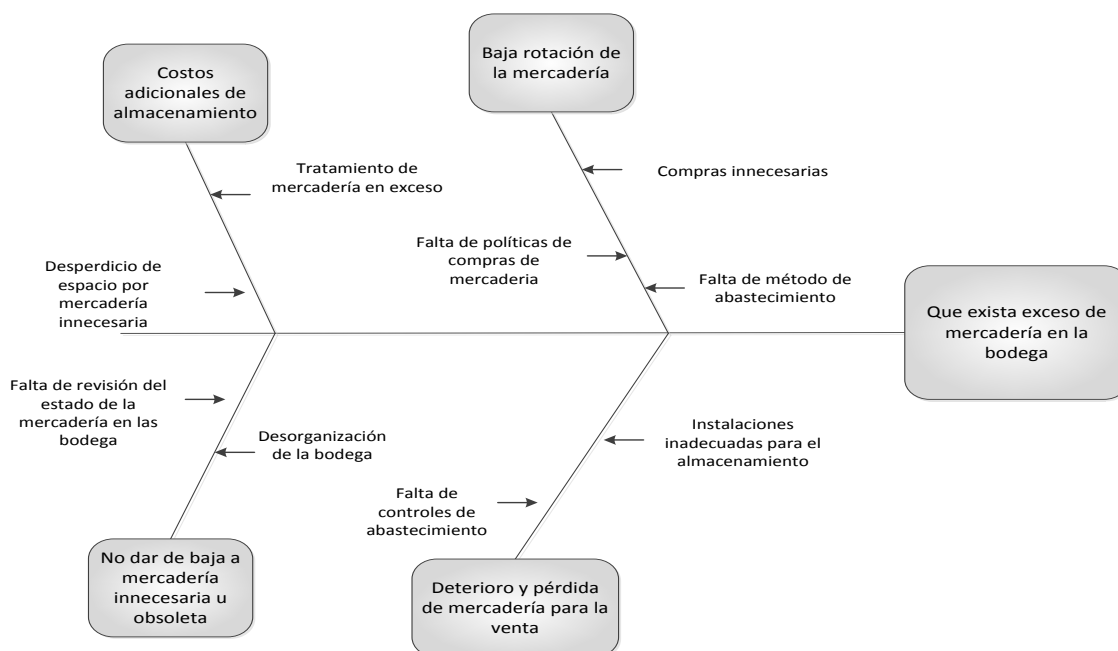 Costos
adicionales de
almacenamiento
Baja rotación de
la mercadería
Tratamiento de
mercadería en exceso
Compras innecesarias
Falta de políticas de
compras de
mercaderia
Desperdicio de
espacio por
mercadería
innecesaria
Falta de método de
abastecimiento
Que exista exceso de
mercadería en la
bodega
Falta de revisión del
estado de la
mercadería en las
bodega
Desorganización
de la bodega
Instalaciones
inadecuadas para el
almacenamiento
Falta de
controles de
abastecimiento
No dar de baja a
mercadería
innecesaria u
obsoleta
Deterioro y pérdida
de mercadería para la
venta